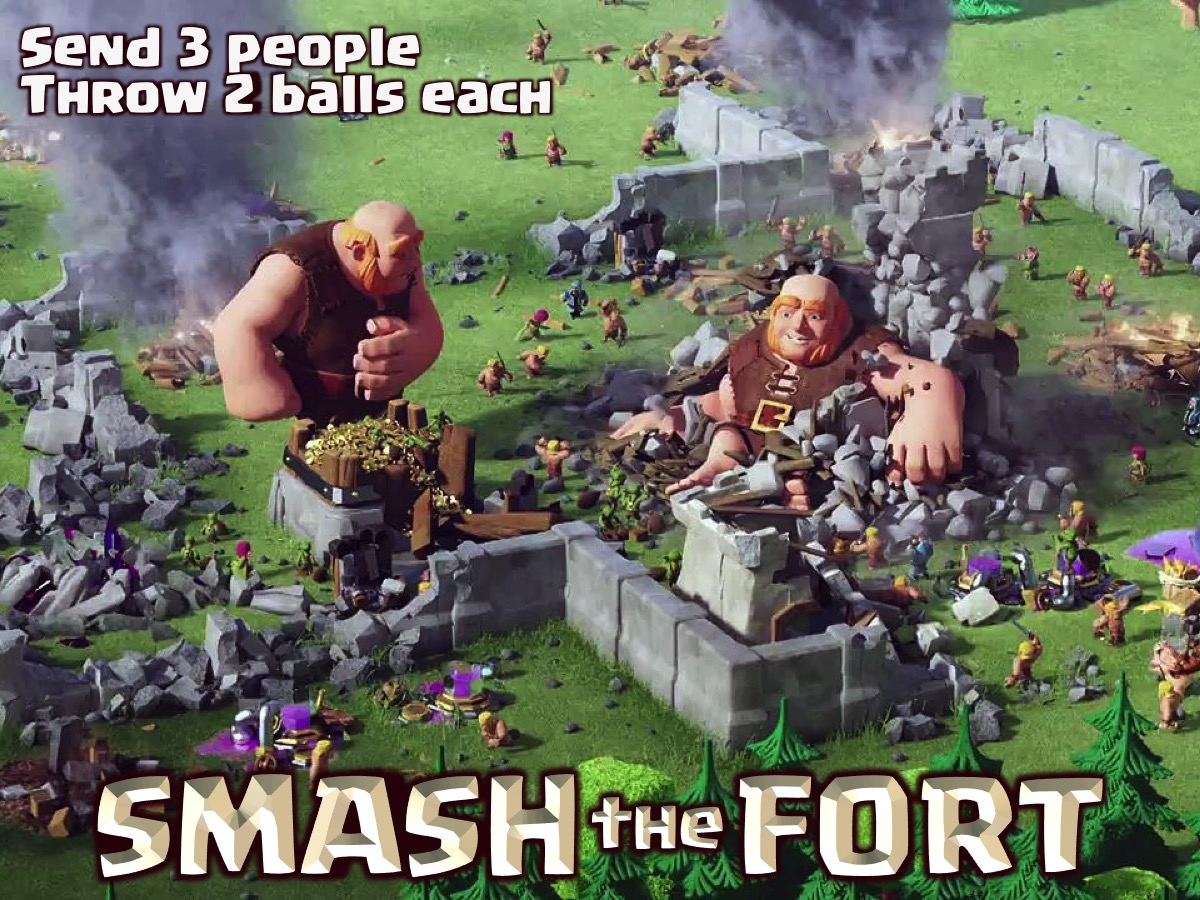 Send 3 people
Throw 2 balls each
SMASH the FORT